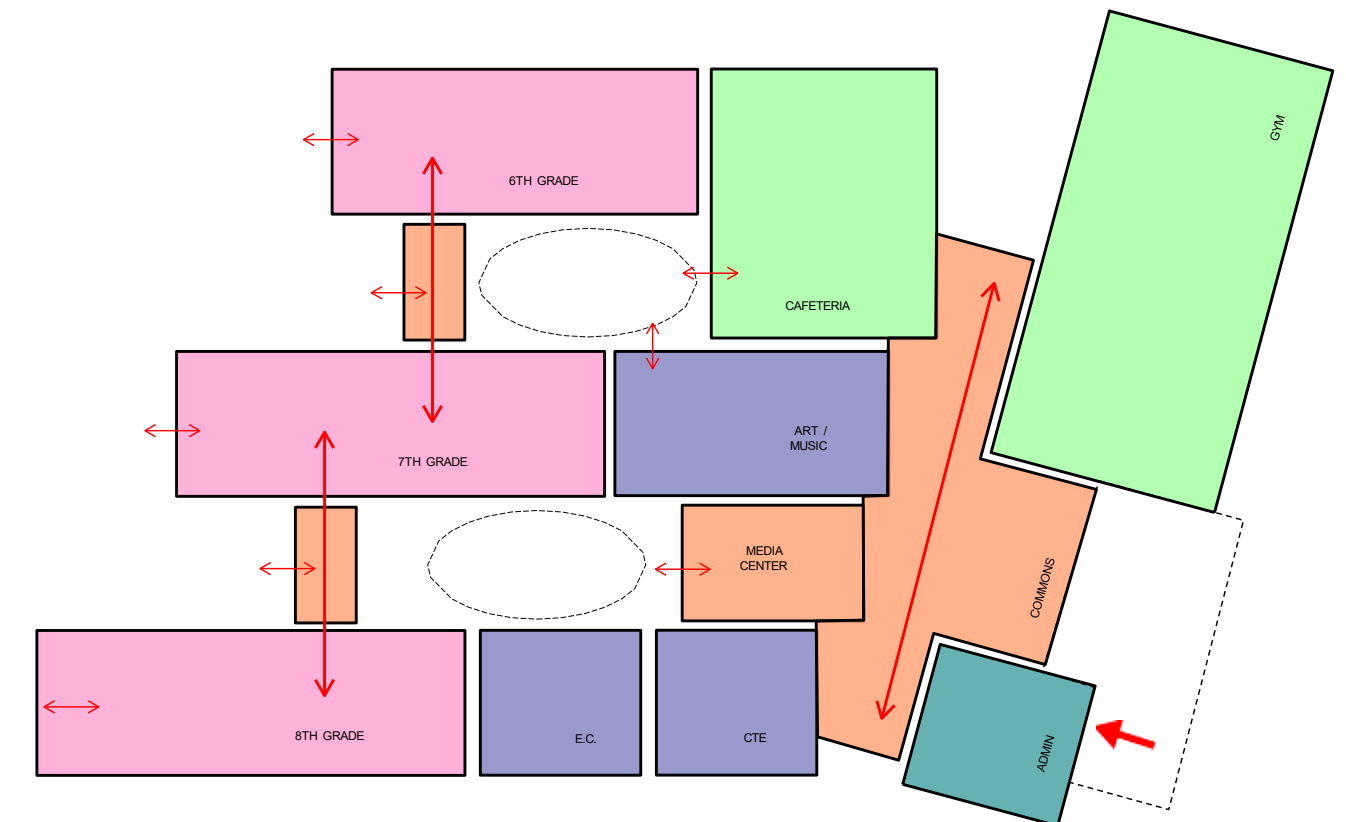 GYM
6TH GRADE
CAFETERIA
ART /
MUSIC
7TH GRADE
MEDIA
CENTER
COMMONS
8TH GRADE
E.C.
CTE
ADMIN